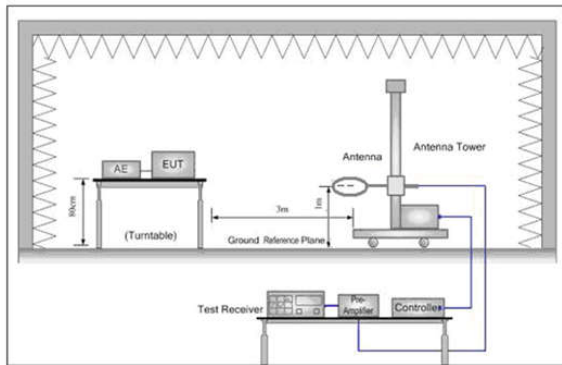 AE
EUT
80cm
(Turntable)
3m
Ground Reference Plane
Antenna
Antenna Tower
1m
Test Receiver
Pre-
Amplifier
Controller